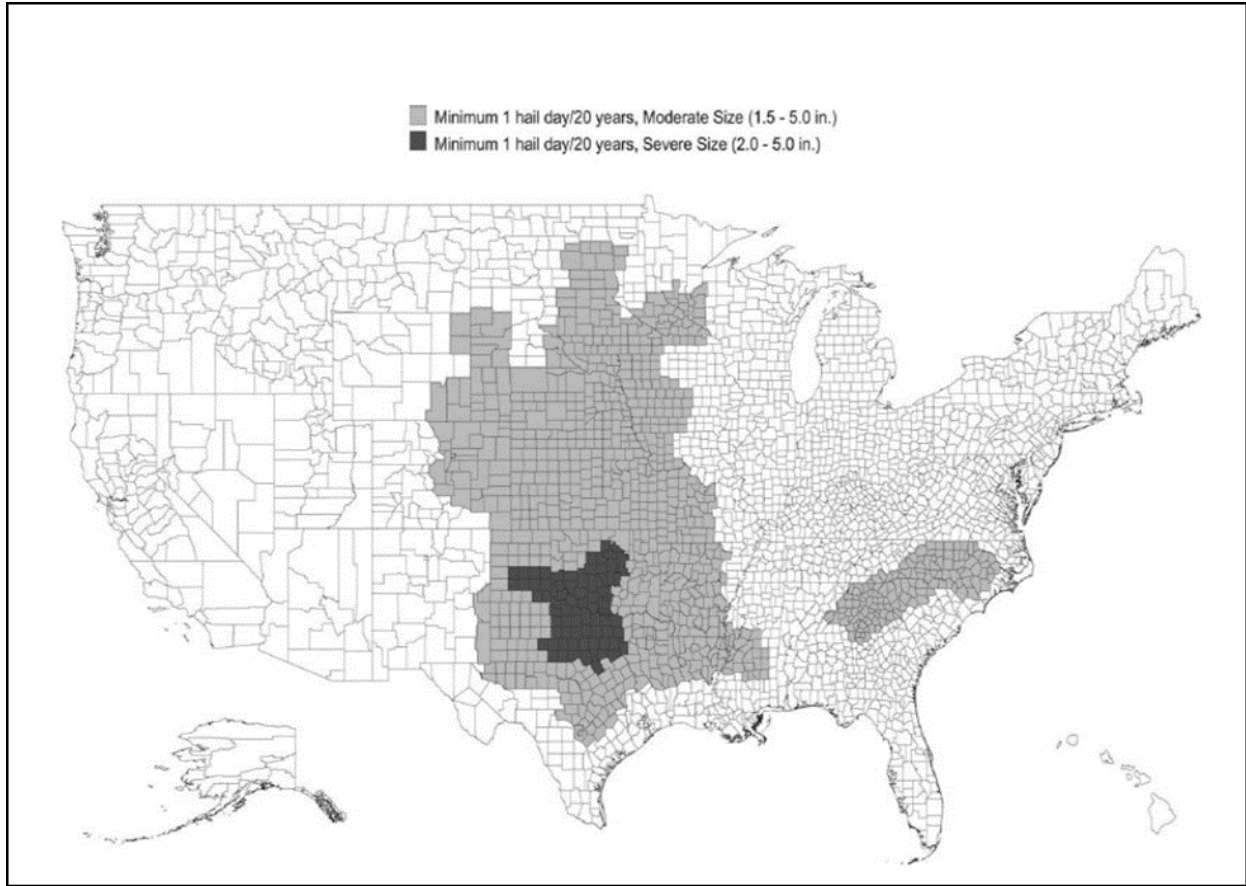 Minimum 1 hail day/20 years, Moderate Size (1.5 - 5.0 in.)
Minimum 1 hail day/20 years, Severe Size (2.0 - 5.0 in.)